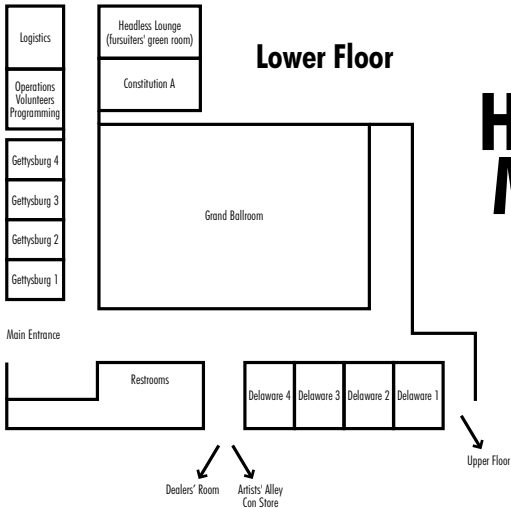 Logistics
Headless Lounge
(fursuiters' green room)
Lower Floor
Operations
Volunteers
Programming
Constitution A
Gettysburg 4
Gettysburg 3
Grand Ballroom
Gettysburg 2
Gettysburg 1
Main Entrance
Restrooms
Delaware 4
Delaware 3
Delaware 2
Delaware 1
Upper Floor
Dealers' Room
Artists' Alley
Con Store